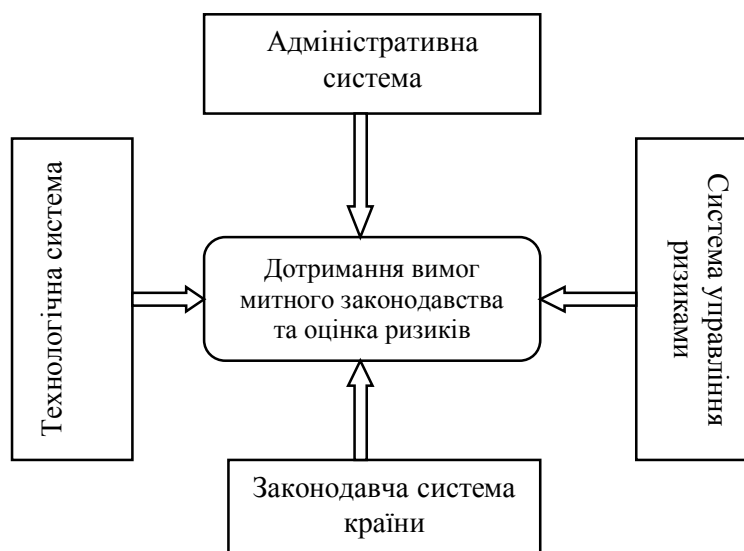 Адміністративна
система
Технологічна система
Дотримання вимог
митного законодавства
та оцінка ризиків
Система управління
ризиками
Законодавча система
країни